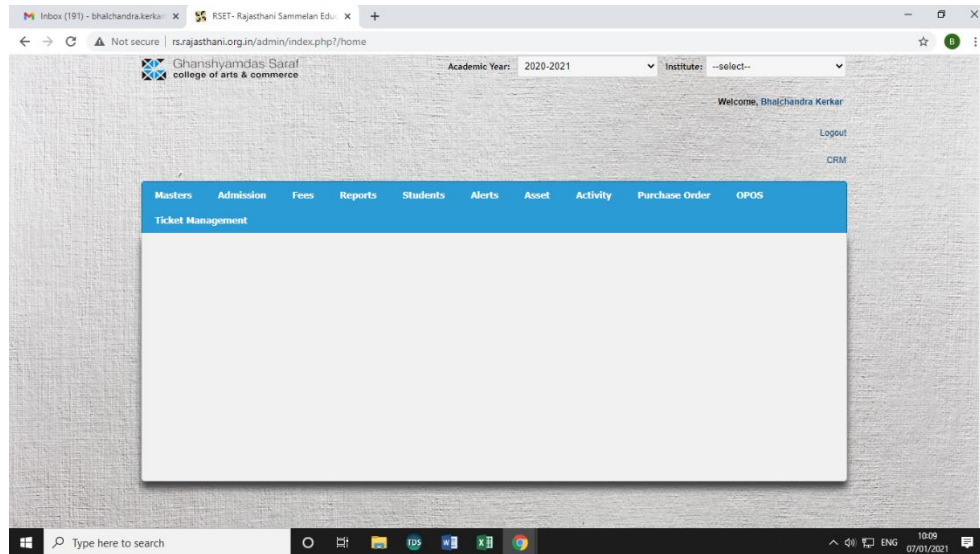 Inbox (191) - bhalchandra.kerkar
RSET- Rajasthani Sammelan Educ
Not secure | rs.rajasthani.org.in/admin/index.php?/home
B
Ghanshyamdas Saraf
college of arts & commerce
Academic Year: 2020-2021 Institute: --select--
Welcome, Bhalchandra Kerkar
Logout
CRM
Masters Admission Fees Reports Students Alerts Asset Activity Purchase Order OPOS
Ticket Management
Type here to search
TDS
ENG
10:09
07/01/2021